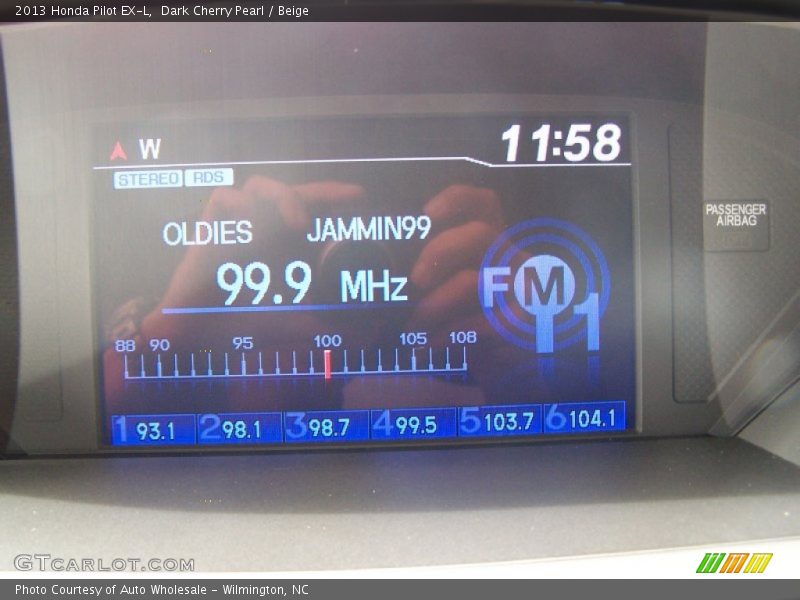 2013 Honda Pilot EX-L,  Dark Cherry Pearl / Beige
W
11:58
STEREO RDS
PASSENGER
AIRBAG
OLDIES JAMMIN99
99.9 MHz
FM1
88 90 95 100 105 108
1 93.1 2 98.1 3 98.7 4 99.5 5 103.7 6 104.1
GTCARLOT.COM
Photo Courtesy of Auto Wholesale - Wilmington, NC